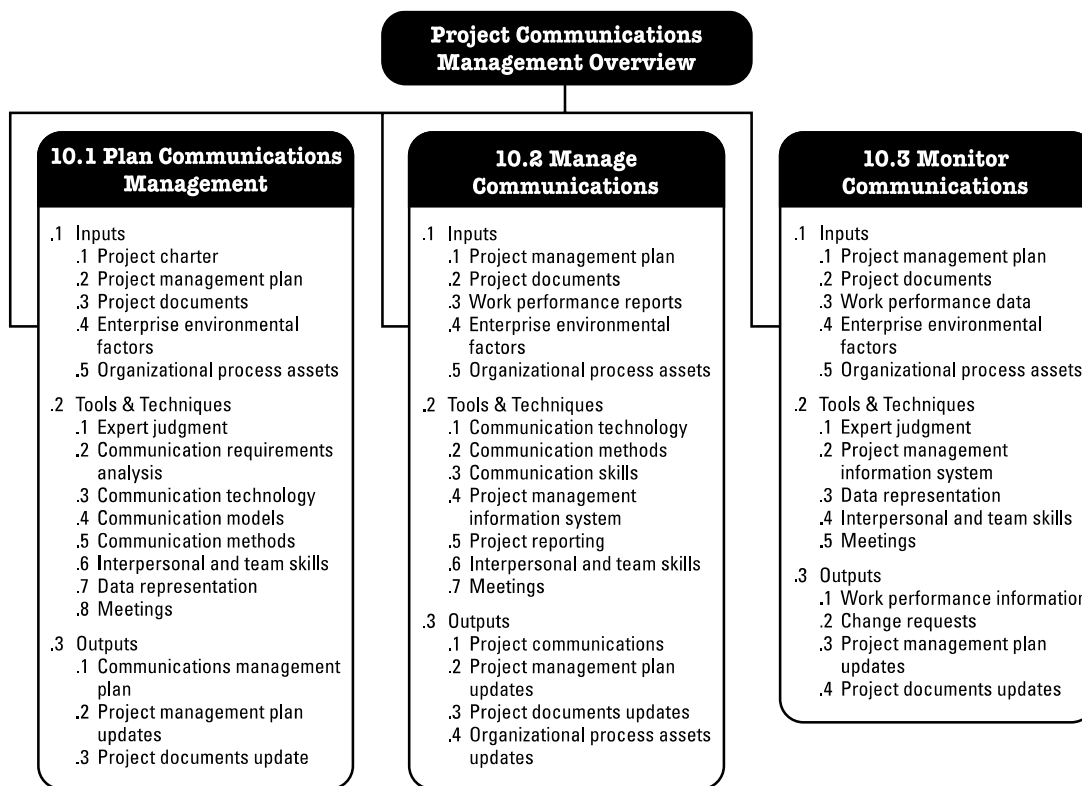 Project Communications
Management Overview
10.1 Plan Communications
Management
.1 Inputs
.1 Project charter
.2 Project management plan
.3 Project documents
.4 Enterprise environmental
factors
.5 Organizational process assets
.2 Tools & Techniques
.1 Expert judgment
.2 Communication requirements
analysis
.3 Communication technology
.4 Communication models
.5 Communication methods
.6 Interpersonal and team skills
.7 Data representation
.8 Meetings
.3 Outputs
.1 Communications management
plan
.2 Project management plan
updates
.3 Project documents update
10.2 Manage
Communications
.1 Inputs
.1 Project management plan
.2 Project documents
.3 Work performance reports
.4 Enterprise environmental
factors
.5 Organizational process assets
.2 Tools & Techniques
.1 Communication technology
.2 Communication methods
.3 Communication skills
.4 Project management
information system
.5 Project reporting
.6 Interpersonal and team skills
.7 Meetings
.3 Outputs
.1 Project communications
.2 Project management plan
updates
.3 Project documents updates
.4 Organizational process assets
updates
10.3 Monitor
Communications
.1 Inputs
.1 Project management plan
.2 Project documents
.3 Work performance data
.4 Enterprise environmental
factors
.5 Organizational process assets
.2 Tools & Techniques
.1 Expert judgment
.2 Project management
information system
.3 Data representation
.4 Interpersonal and team skills
.5 Meetings
.3 Outputs
.1 Work performance information
.2 Change requests
.3 Project management plan
updates
.4 Project documents updates